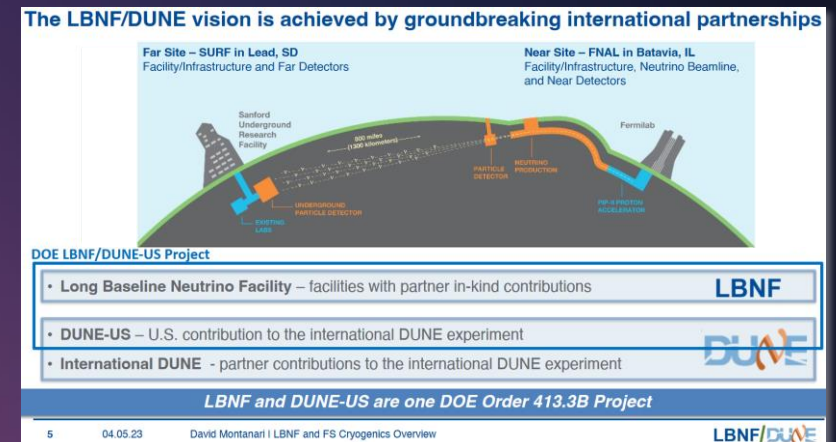 The LBNF/DUNE vision is achieved by groundbreaking international partnerships
Far Site – SURF in Lead, SD
Facility/Infrastructure and Far Detectors
Near Site – FNAL in Batavia, IL
Facility/Infrastructure, Neutrino Beamline,
and Near Detectors
Sanford
Underground
Research
Facility
800 miles
(1300 kilometers)
Fermilab
PARTICLE
DETECTOR
NEUTRINO
PRODUCTION
UNDERGROUND
PARTICLE DETECTOR
EXISTING
LABS
PIP-II PROTON
ACCELERATOR
DOE LBNF/DUNE-US Project
• Long Baseline Neutrino Facility – facilities with partner in-kind contributions
LBNF
• DUNE-US – U.S. contribution to the international DUNE experiment
• International DUNE - partner contributions to the international DUNE experiment
DUNE
LBNF and DUNE-US are one DOE Order 413.3B Project
5 04.05.23 David Montanari | LBNF and FS Cryogenics Overview
LBNF/DUNE